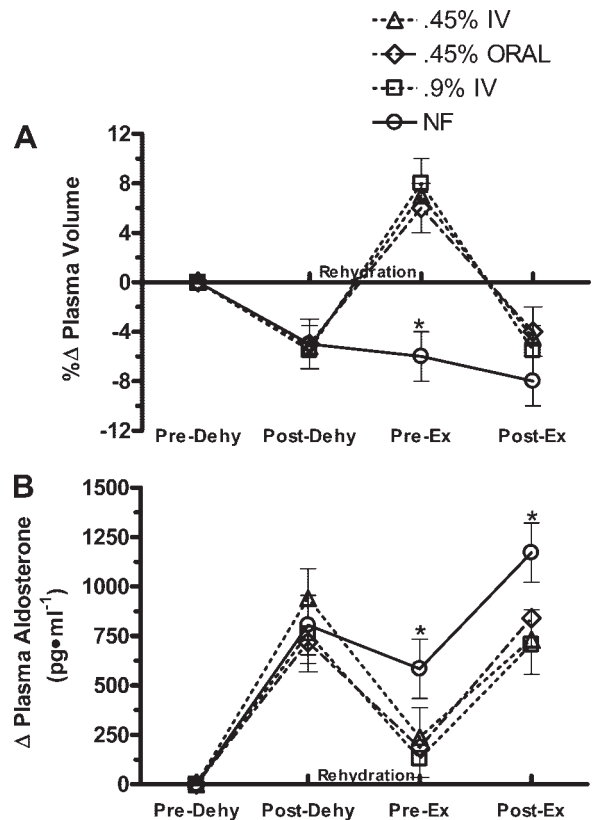 .45% IV
.45% ORAL
.9% IV
NF
A
%Δ Plasma Volume
12
8
4
0
-4
-8
-12
Rehydration
*
Pre-Dehy Post-Dehy Pre-Ex Post-Ex
B
Δ Plasma Aldosterone
(pg•ml⁻¹)
1500
1250
1000
750
500
250
0
*
*
Rehydration
Pre-Dehy Post-Dehy Pre-Ex Post-Ex